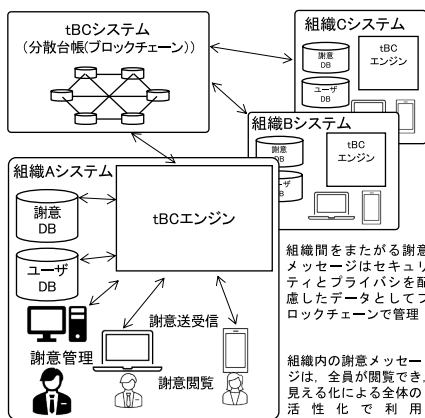 tBCシステム
(分散台帳(ブロックチェーン))
組織Cシステム
謝意
DB
ユーザ
DB
tBC
エンジン
組織Bシステム
謝意
DB
DB
tBC
エンジン
組織Aシステム
謝意
DB
ユーザ
DB
tBCエンジン
謝意管理
謝意送受信
謝意閲覧
組織間をまたがる謝意
メッセージはセキュリ
ティとプライバシを配
慮したデータとしてブ
ロックチェーンで管理
組織内の謝意メッセー
ジは，全員が閲覧でき，
見える化による全体の
活性化で利用